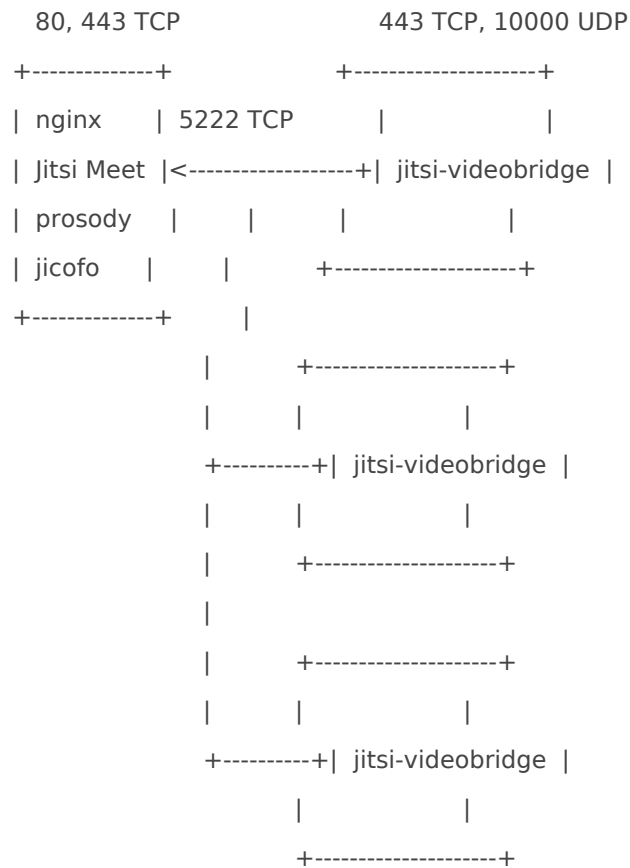 80, 443 TCP                          443 TCP, 10000 UDP
+--------------+                      +---------------------+
| nginx      | 5222 TCP          |                   |
| Jitsi Meet |<-------------------+| jitsi-videobridge |
| prosody    |       |         |                   |
| jicofo     |       |         +---------------------+
+--------------+       |
|         +---------------------+
|         |                   |
+----------+| jitsi-videobridge |
|         |                   |
|         +---------------------+
|
|         +---------------------+
|         |                   |
+----------+| jitsi-videobridge |
|                   |
+---------------------+